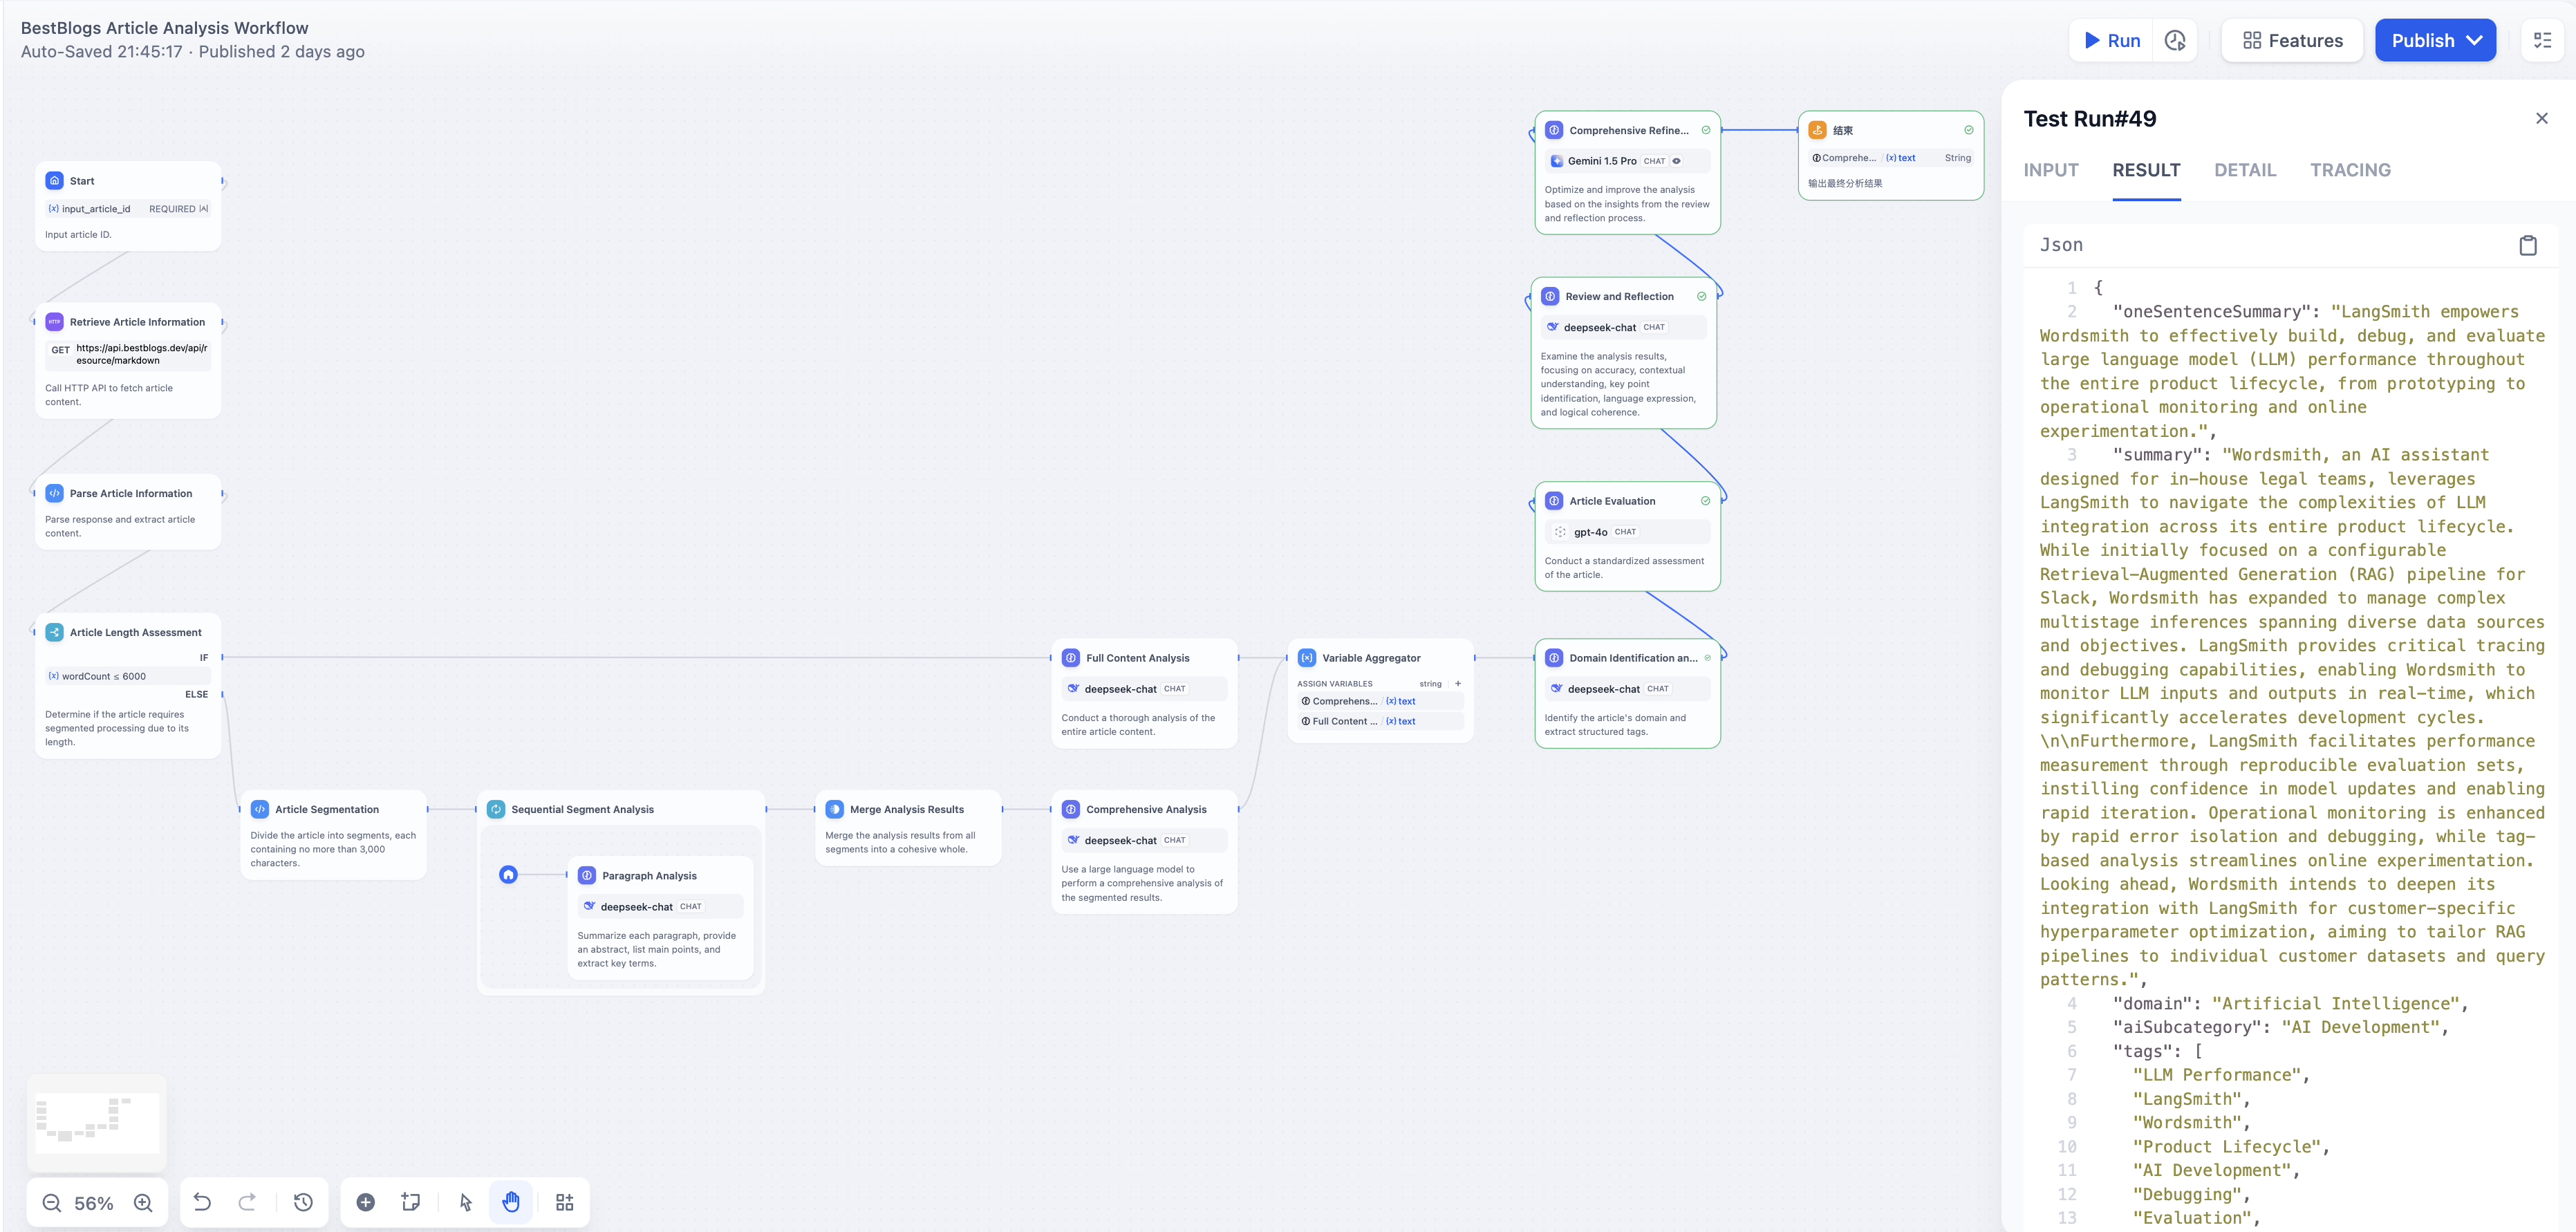 BestBlogs Article Analysis Workflow
Auto-Saved 21:45:17 · Published 2 days ago
Run
Features
Publish
Start
{x} input_article_id REQUIRED
Input article ID.
Retrieve Article Information
HTTP
GET https://api.bestblogs.dev/api/r
esource/markdown
Call HTTP API to fetch article
content.
Parse Article Information
Parse response and extract article
content.
Article Length Assessment
IF
{x} wordCount ≤ 6000
ELSE
Determine if the article requires
segmented processing due to its
length.
Article Segmentation
Divide the article into segments, each
containing no more than 3,000
characters.
Sequential Segment Analysis
Paragraph Analysis
deepseek-chat CHAT
Summarize each paragraph, provide
an abstract, list main points, and
extract key terms.
Merge Analysis Results
Merge the analysis results from all
segments into a cohesive whole.
Full Content Analysis
deepseek-chat CHAT
Conduct a thorough analysis of the
entire article content.
Comprehensive Analysis
deepseek-chat CHAT
Use a large language model to
perform a comprehensive analysis of
the segmented results.
Variable Aggregator
ASSIGN VARIABLES string +
Comprehens... / {x} text
Full Content ... / {x} text
Domain Identification an...
deepseek-chat CHAT
Identify the article's domain and
extract structured tags.
Article Evaluation
gpt-4o CHAT
Conduct a standardized assessment
of the article.
Review and Reflection
deepseek-chat CHAT
Examine the analysis results,
focusing on accuracy, contextual
understanding, key point
identification, language expression,
and logical coherence.
Comprehensive Refine...
Gemini 1.5 Pro CHAT
Optimize and improve the analysis
based on the insights from the review
and reflection process.
结束
Comprehe... / {x} text String
输出最终分析结果
56%
Test Run#49
INPUT RESULT DETAIL TRACING
Json
1 {
2 "oneSentenceSummary": "LangSmith empowers
Wordsmith to effectively build, debug, and evaluate
large language model (LLM) performance throughout
the entire product lifecycle, from prototyping to
operational monitoring and online
experimentation.",
3 "summary": "Wordsmith, an AI assistant
designed for in-house legal teams, leverages
LangSmith to navigate the complexities of LLM
integration across its entire product lifecycle.
While initially focused on a configurable
Retrieval-Augmented Generation (RAG) pipeline for
Slack, Wordsmith has expanded to manage complex
multistage inferences spanning diverse data sources
and objectives. LangSmith provides critical tracing
and debugging capabilities, enabling Wordsmith to
monitor LLM inputs and outputs in real-time, which
significantly accelerates development cycles.
\n\nFurthermore, LangSmith facilitates performance
measurement through reproducible evaluation sets,
instilling confidence in model updates and enabling
rapid iteration. Operational monitoring is enhanced
by rapid error isolation and debugging, while tag-
based analysis streamlines online experimentation.
Looking ahead, Wordsmith intends to deepen its
integration with LangSmith for customer-specific
hyperparameter optimization, aiming to tailor RAG
pipelines to individual customer datasets and query
patterns.",
4 "domain": "Artificial Intelligence",
5 "aiSubcategory": "AI Development",
6 "tags": [
7 "LLM Performance",
8 "LangSmith",
9 "Wordsmith",
10 "Product Lifecycle",
11 "AI Development",
12 "Debugging",
13 "Evaluation",